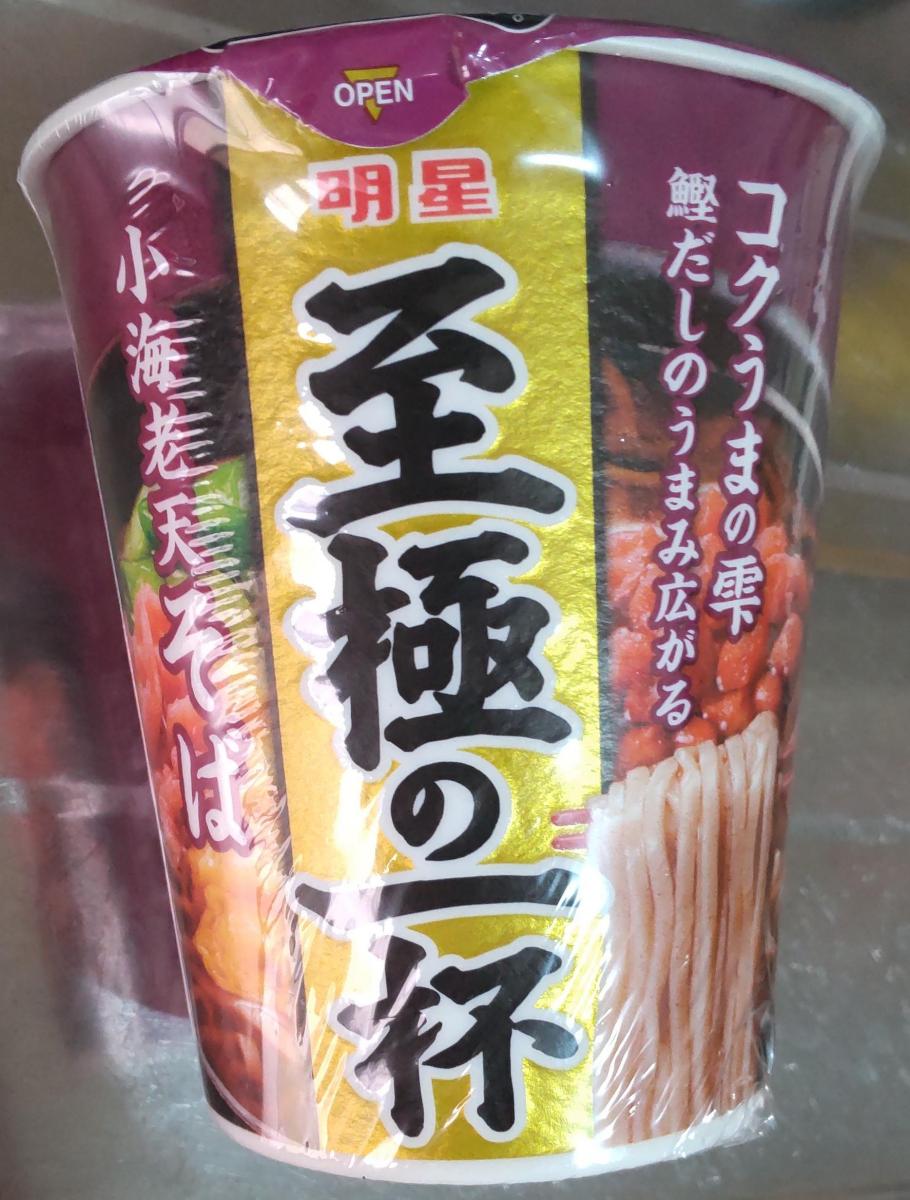 OPEN
明星
至極の一杯
コクうまの雫
鰹だしのうまみ広がる
小海老天そば